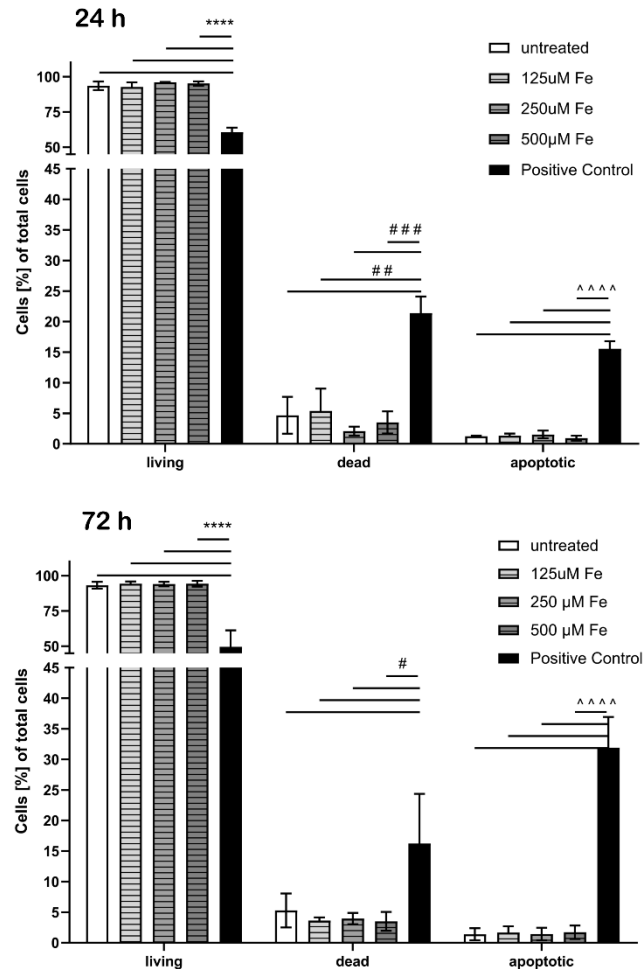 24 h
****
untreated
125uM Fe
250uM Fe
500µM Fe
Positive Control
Cells [%] of total cells
100
75
50
45
40
35
30
25
20
15
10
5
0
# # #
# #
^ ^ ^ ^
living
dead
apoptotic
72 h
****
untreated
125uM Fe
250 µM Fe
500 µM Fe
Positive Control
Cells [%] of total cells
100
75
50
45
40
35
30
25
20
15
10
5
0
#
^ ^ ^ ^
living
dead
apoptotic